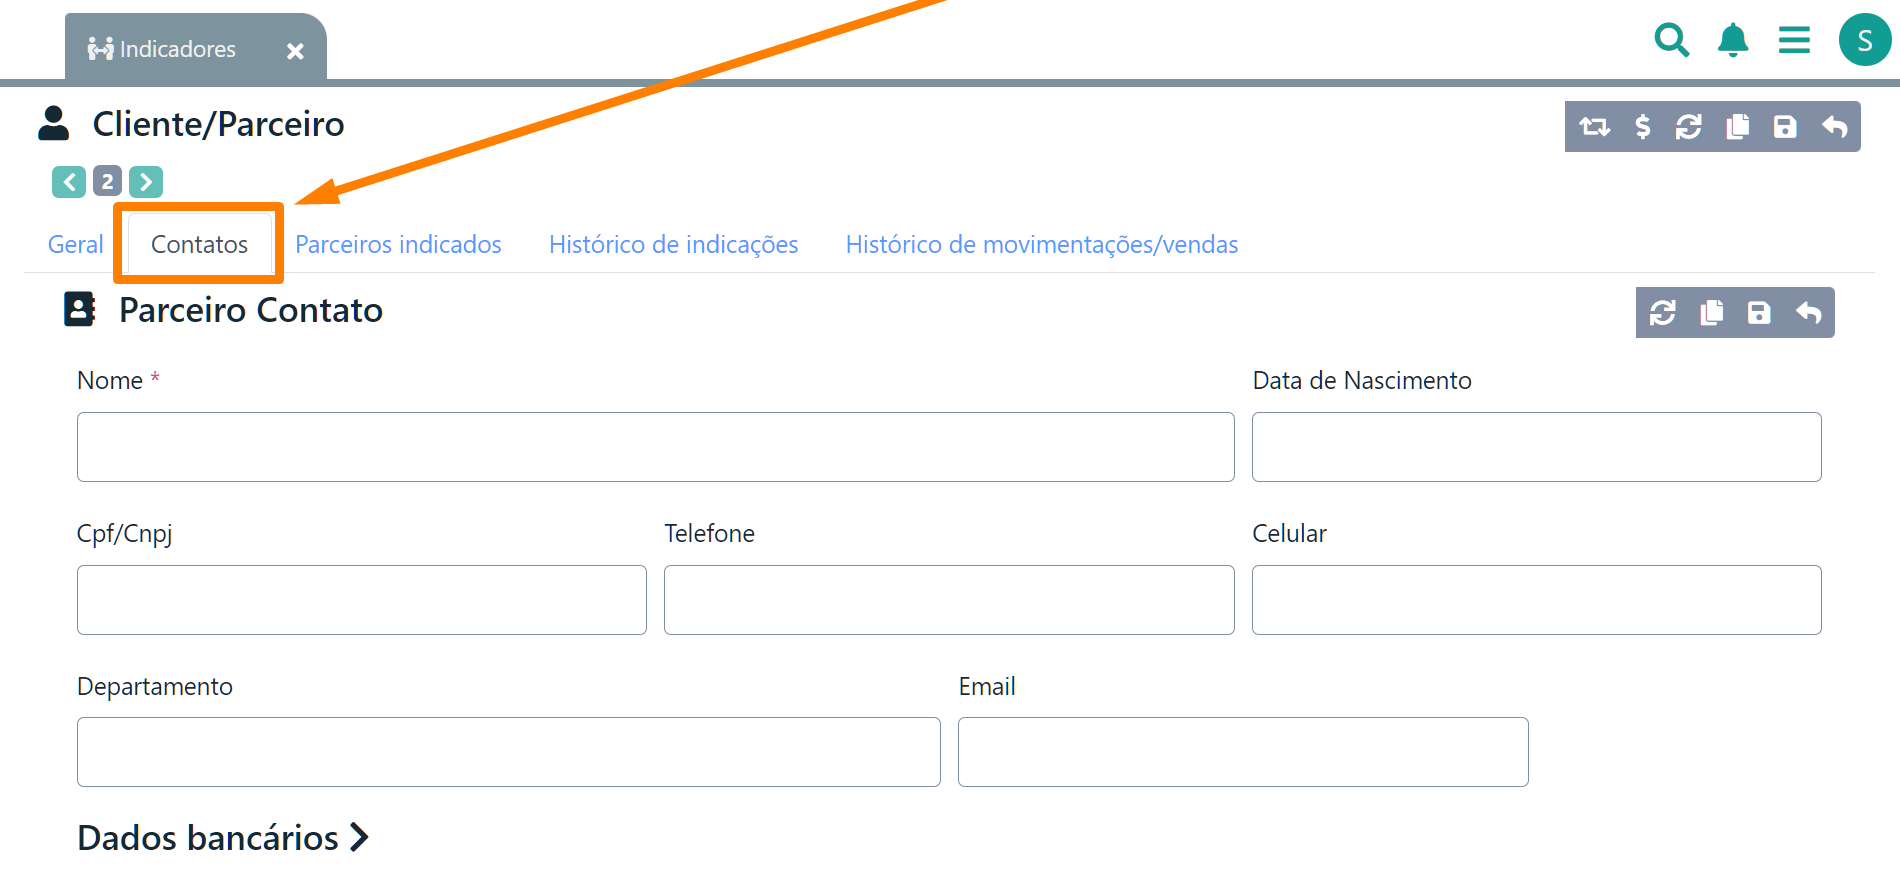 Indicadores
S
Cliente/Parceiro
2
Geral Contatos Parceiros indicados Histórico de indicações Histórico de movimentações/vendas
Parceiro Contato
Nome * Data de Nascimento
Cpf/Cnpj Telefone Celular
Departamento Email
Dados bancários